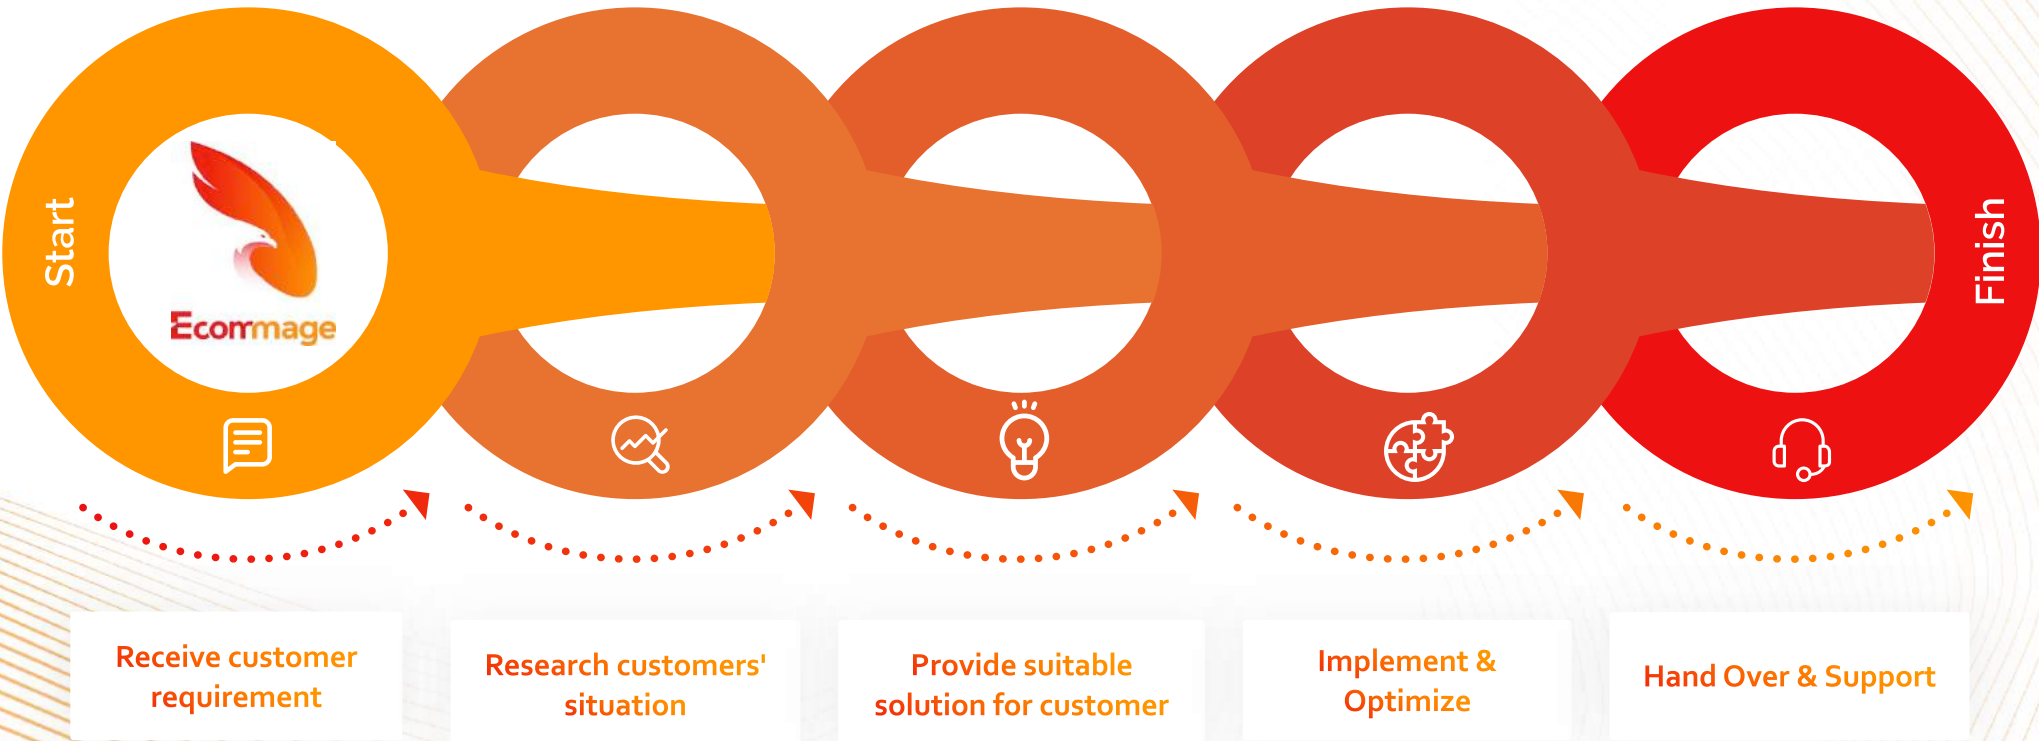 Start
Ecommage
Finish
Receive customer
requirement
Research customers'
situation
Provide suitable
solution for customer
Implement &
Optimize
Hand Over & Support